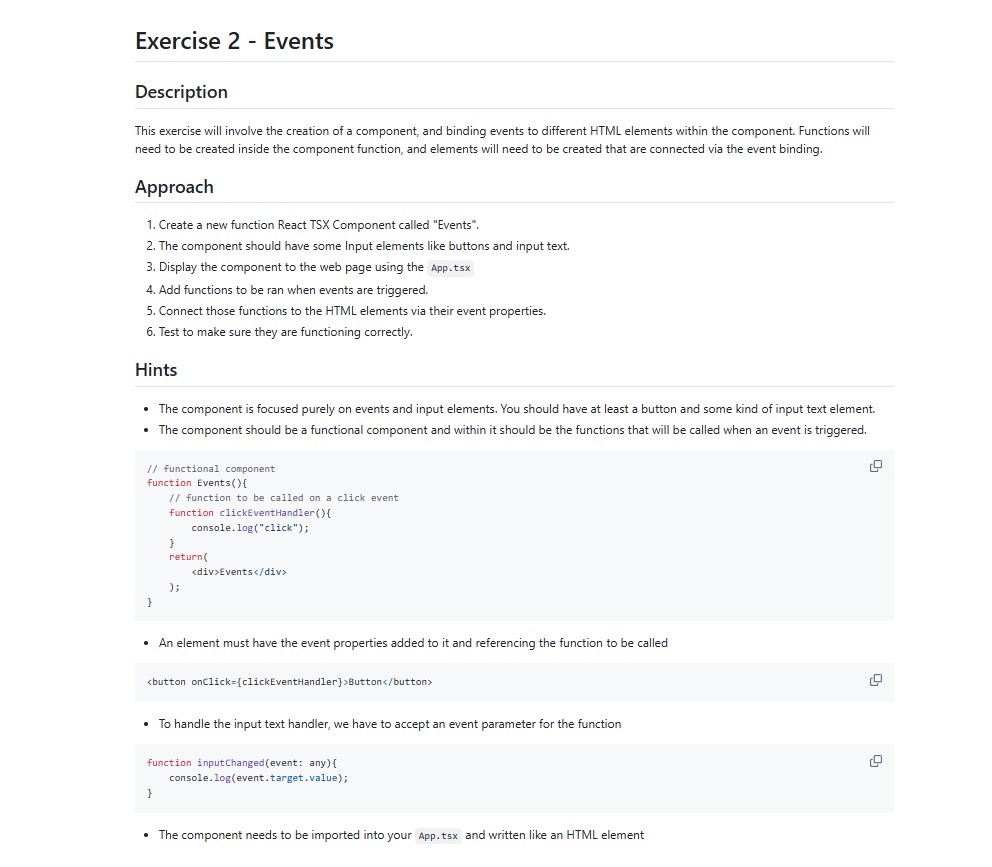 Exercise 2 - Events
Description
This exercise will involve the creation of a component, and binding events to different HTML elements within the component. Functions will
need to be created inside the component function, and elements will need to be created that are connected via the event binding.
Approach
1. Create a new function React TSX Component called "Events".
2. The component should have some Input elements like buttons and input text.
3. Display the component to the web page using the App.tsx
4. Add functions to be ran when events are triggered.
5. Connect those functions to the HTML elements via their event properties.
6. Test to make sure they are functioning correctly.
Hints
• The component is focused purely on events and input elements. You should have at least a button and some kind of input text element.
• The component should be a functional component and within it should be the functions that will be called when an event is triggered.
// functional component
function Events(){
    // function to be called on a click event
    function clickEventHandler(){
        console.log("click");
    }
    return(
        <div>Events</div>
    );
}
• An element must have the event properties added to it and referencing the function to be called
<button onClick={clickEventHandler}>Button</button>
• To handle the input text handler, we have to accept an event parameter for the function
function inputChanged(event: any){
    console.log(event.target.value);
}
• The component needs to be imported into your App.tsx and written like an HTML element